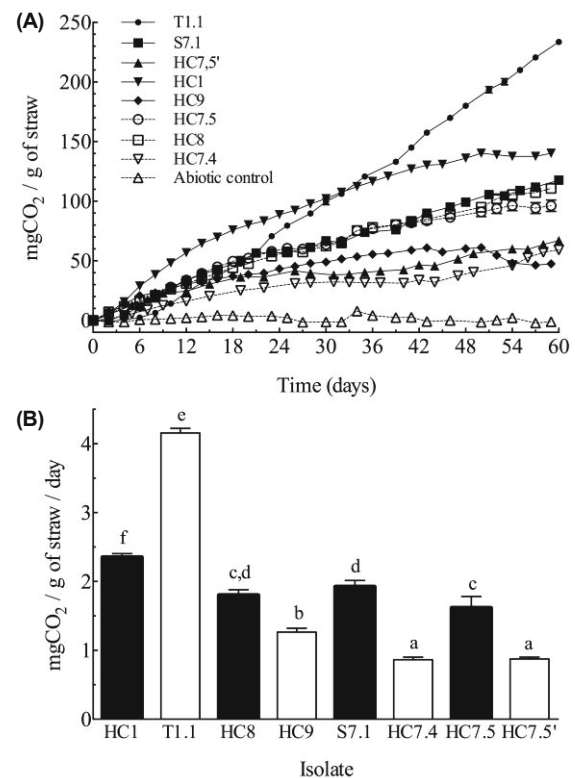 (A)
250
200
150
100
50
0
mgCO₂ / g of straw
T1.1
S7.1
HC7,5'
HC1
HC9
HC7.5
HC8
HC7.4
Abiotic control
0 6 12 18 24 30 36 42 48 54 60
Time (days)
(B)
4
3
2
1
0
mgCO₂ / g of straw / day
f e c,d b d a c a
HC1 T1.1 HC8 HC9 S7.1 HC7.4 HC7.5 HC7.5'
Isolate